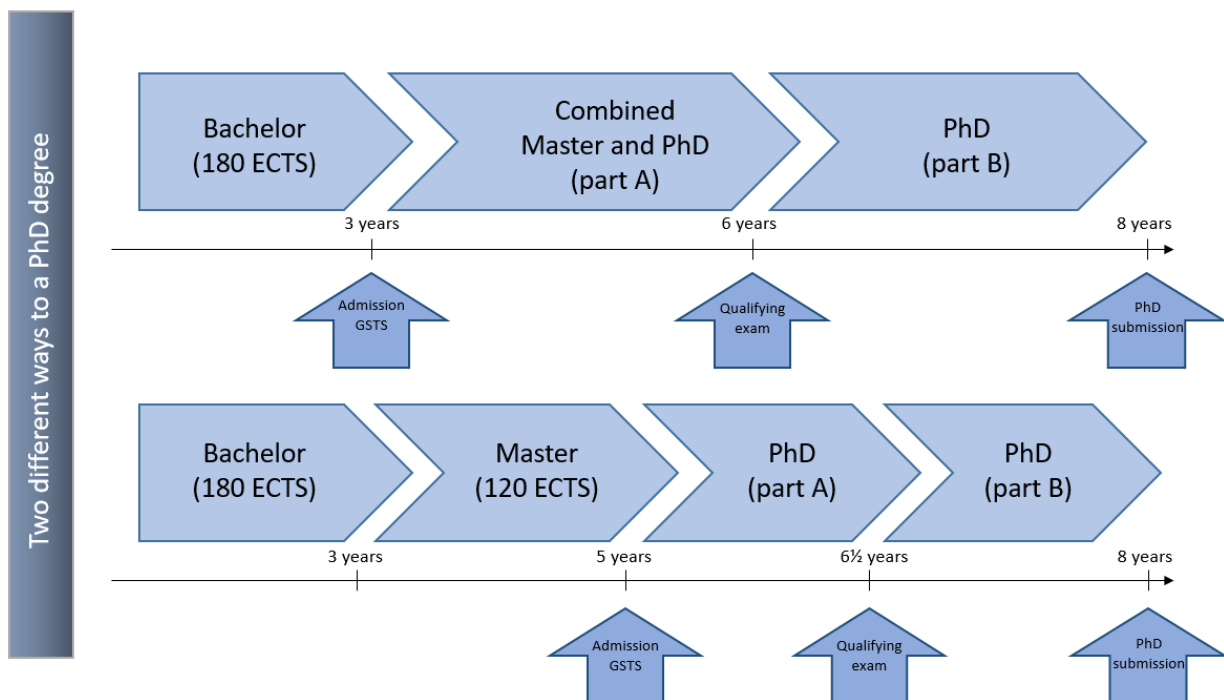 Two different ways to a PhD degree
Bachelor
(180 ECTS)
Combined
Master and PhD
(part A)
PhD
(part B)
3 years
6 years
8 years
Admission
GSTS
Qualifying
exam
PhD
submission
Bachelor
(180 ECTS)
Master
(120 ECTS)
PhD
(part A)
PhD
(part B)
3 years
5 years
6½ years
8 years
Admission
GSTS
Qualifying
exam
PhD
submission